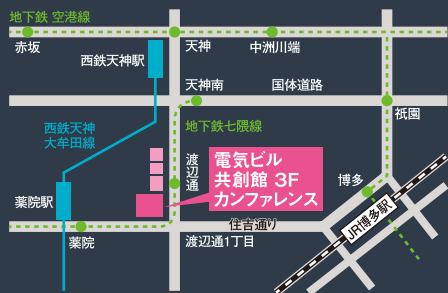 地下鉄 空港線
赤坂
天神
中洲川端
西鉄天神駅
天神南
国体道路
祇園
西鉄天神
大牟田線
地下鉄七隈線
渡辺通
電気ビル
共創館 3F
カンファレンス
博多
薬院駅
住吉通り
JR博多駅
薬院
渡辺通1丁目